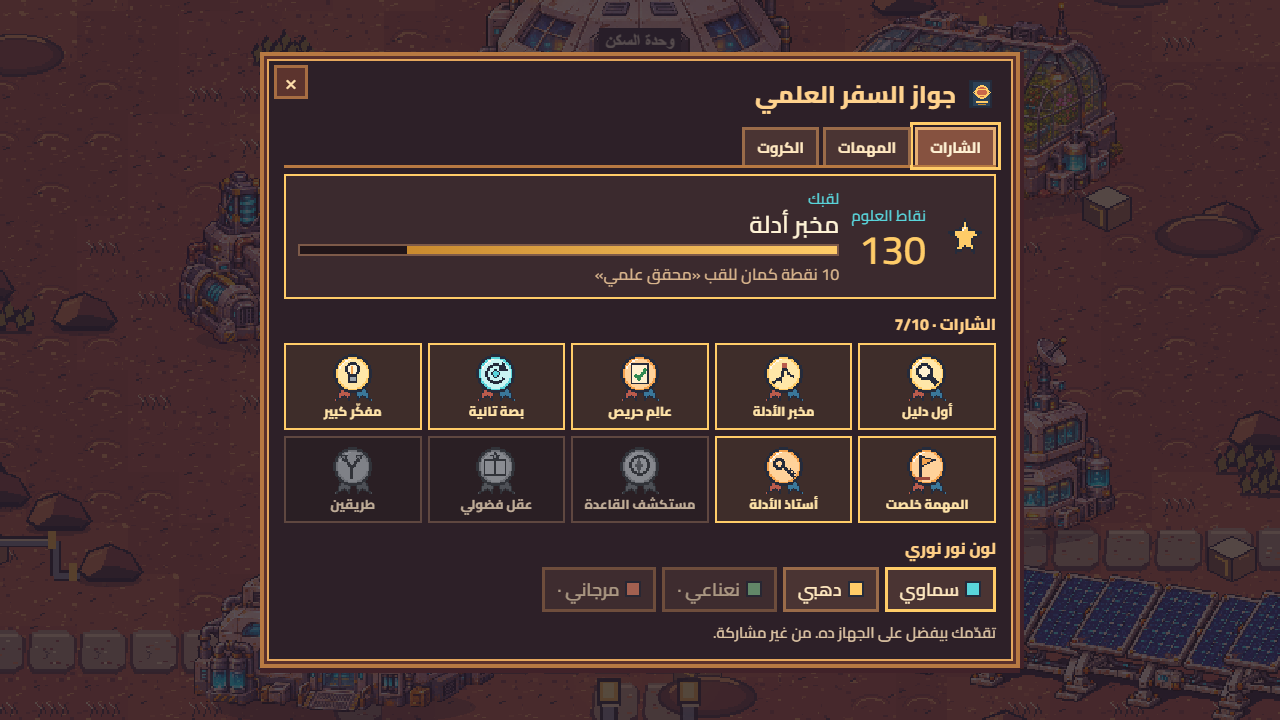 وحدة السكن
×
جواز السفر العلمي
الشارات
المهمات
الكروت
نقاط العلوم
130
لقبك
مخبر أدلة
10 نقطة كمان للقب «محقق علمي»
الشارات · 7/10
أول دليل
مخبر الأدلة
عالِم حريص
بصة تانية
مفكّر كبير
المهمة خلصت
أستاذ الأدلة
مستكشف القاعدة
عقل فضولي
طريقين
لون نور نوري
سماوي
دهبي
نعناعي ·
مرجاني ·
تقدّمك بيفضل على الجهاز ده. من غير مشاركة.